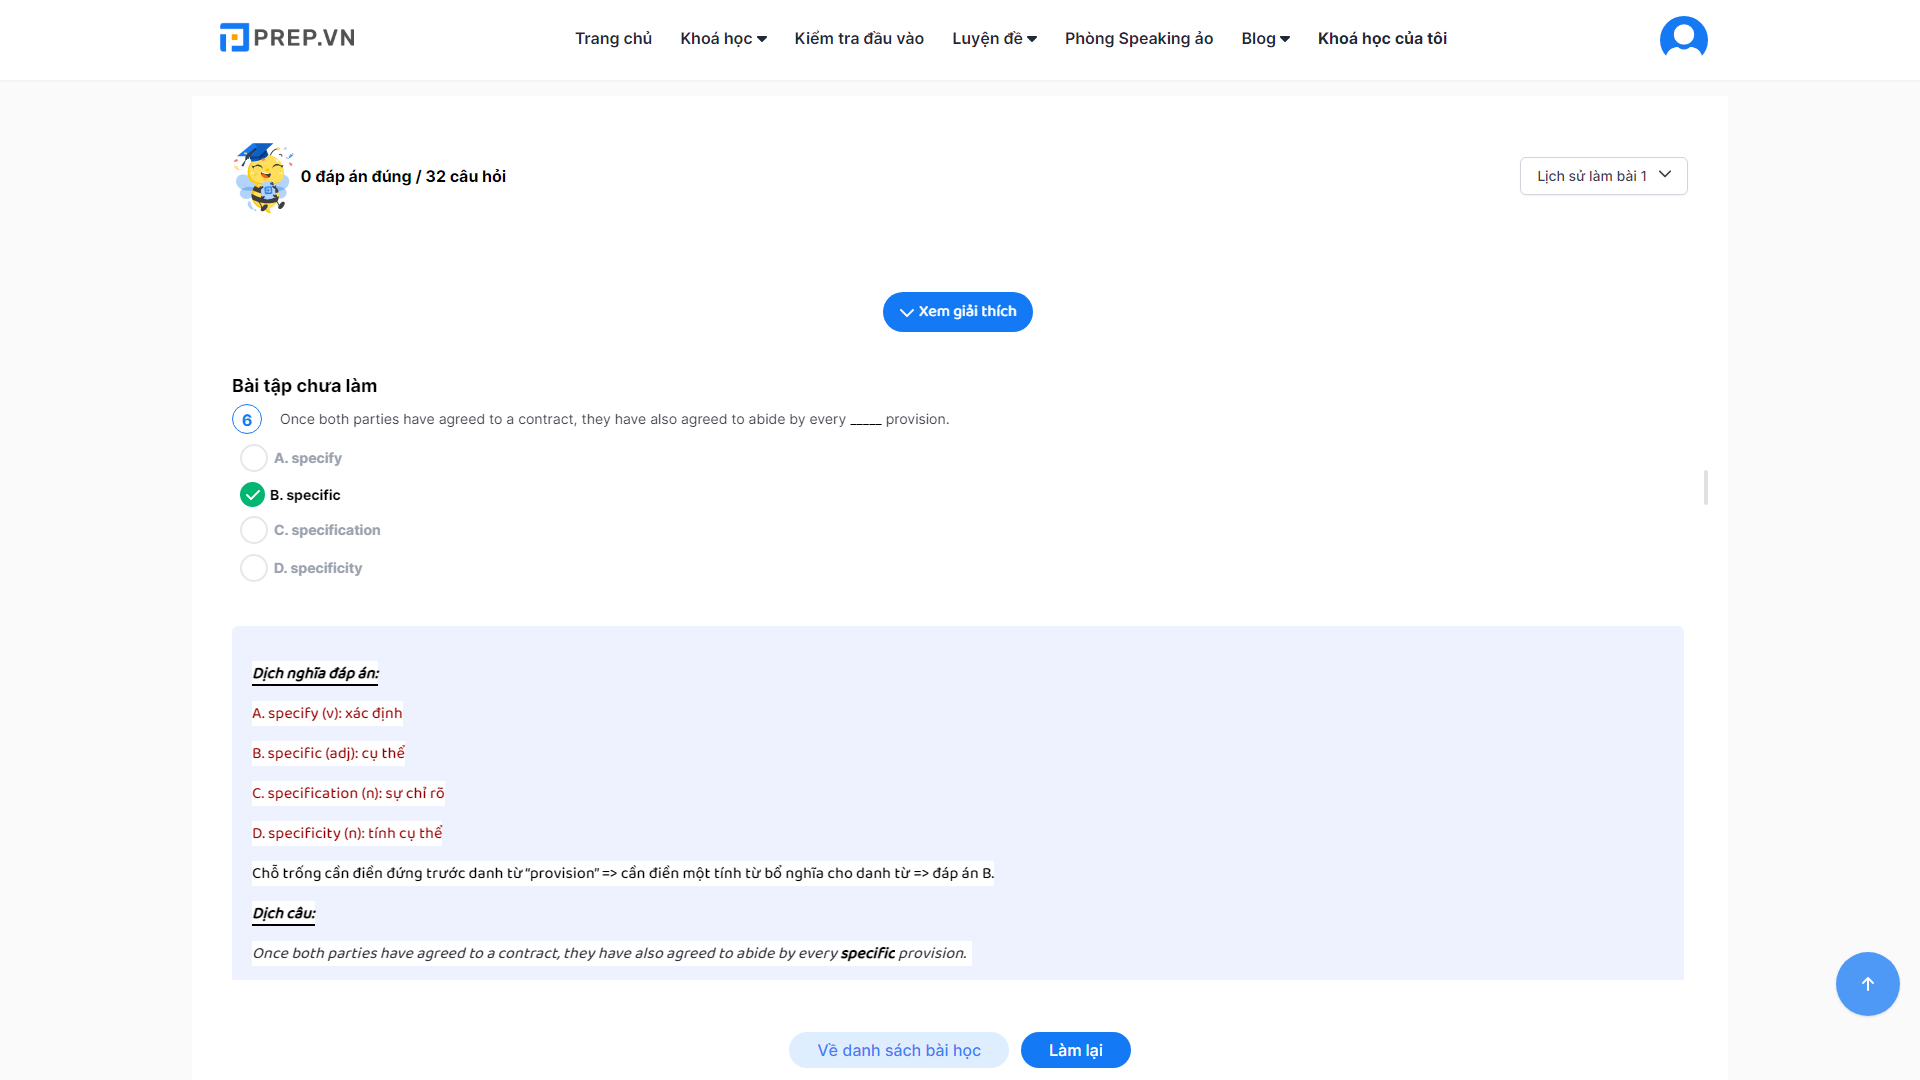 PREP.VN
Trang chủ Khoá học Kiểm tra đầu vào Luyện đề Phòng Speaking ảo Blog Khoá học của tôi
0 đáp án đúng / 32 câu hỏi
Lịch sử làm bài 1
Xem giải thích
Bài tập chưa làm
6 Once both parties have agreed to a contract, they have also agreed to abide by every _____ provision.
A. specify
B. specific
C. specification
D. specificity
Dịch nghĩa đáp án:
A. specify (v): xác định
B. specific (adj): cụ thể
C. specification (n): sự chỉ rõ
D. specificity (n): tính cụ thể
Chỗ trống cần điền đứng trước danh từ “provision” => cần điền một tính từ bổ nghĩa cho danh từ => đáp án B.
Dịch câu:
Once both parties have agreed to a contract, they have also agreed to abide by every specific provision.
Về danh sách bài học
Làm lại